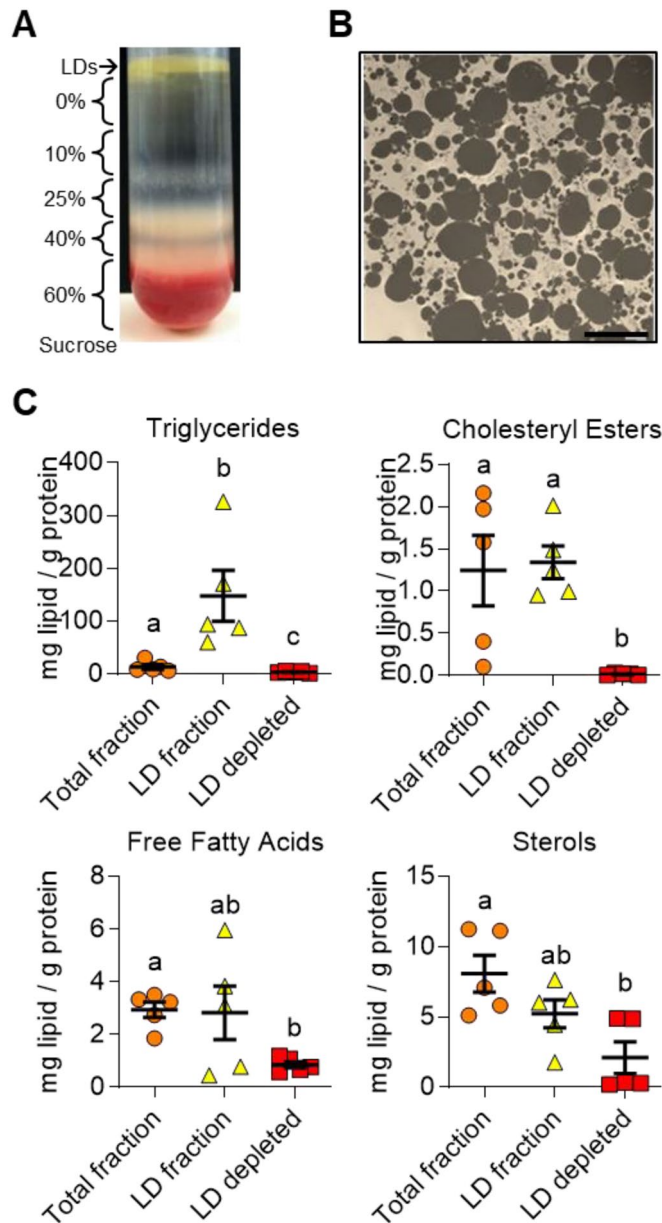 A
LDs→
0%
10%
25%
40%
60%
Sucrose
B
C
Triglycerides
mg lipid / g protein
400
300
200
100
0
a
b
c
Total fraction
LD fraction
LD depleted
Cholesteryl Esters
mg lipid / g protein
2.5
2.0
1.5
1.0
0.5
0.0
a
a
b
Total fraction
LD fraction
LD depleted
Free Fatty Acids
mg lipid / g protein
8
6
4
2
0
a
ab
b
Total fraction
LD fraction
LD depleted
Sterols
mg lipid / g protein
15
10
5
0
a
ab
b
Total fraction
LD fraction
LD depleted